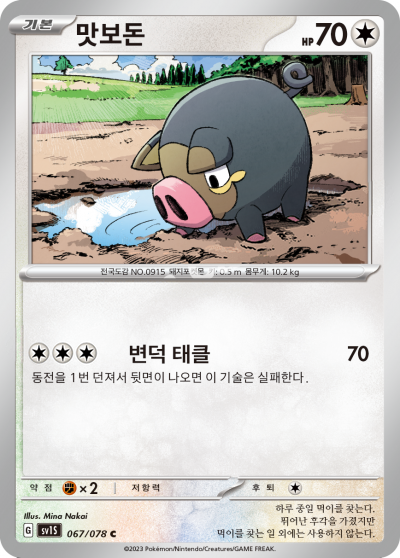 기본 맛보돈 HP 70
전국도감 NO.0915 돼지포켓몬 키: 0.5 m 몸무게: 10.2 kg
변덕 태클 70
동전을 1번 던져서 뒷면이 나오면 이 기술은 실패한다.
약점 ×2 저항력 후퇴
Illus. Mina Nakai
G sv1S 067/078 C
하루 종일 먹이를 찾는다.
뛰어난 후각을 가졌지만
먹이를 찾는 일 외에는 사용하지 않는다.
©2023 Pokémon/Nintendo/Creatures/GAME FREAK.